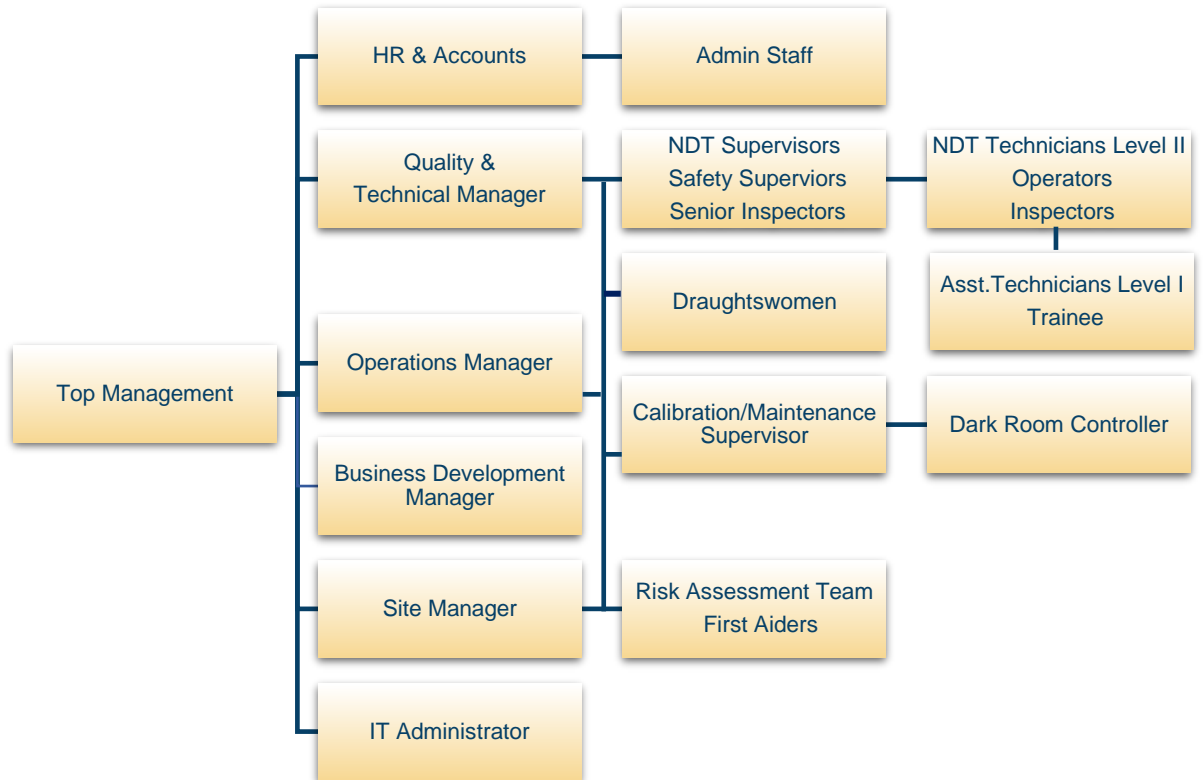 HR & Accounts
Admin Staff
Quality &
Technical Manager
NDT Supervisors
Safety Superviors
Senior Inspectors
NDT Technicians Level II
Operators
Inspectors
Draughtswomen
Asst.Technicians Level I
Trainee
Top Management
Operations Manager
Calibration/Maintenance
Supervisor
Dark Room Controller
Business Development
Manager
Site Manager
Risk Assessment Team
First Aiders
IT Administrator